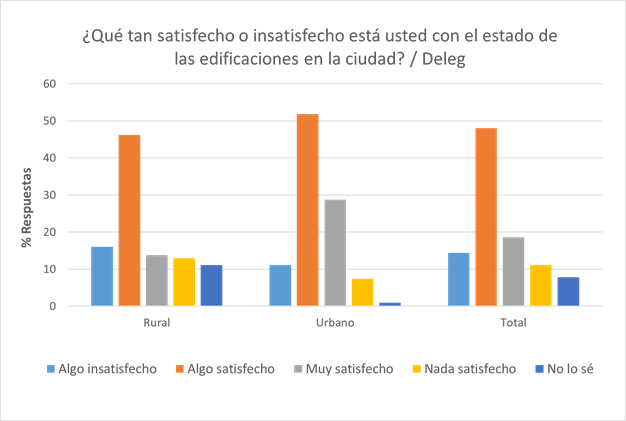 ¿Qué tan satisfecho o insatisfecho está usted con el estado de
las edificaciones en la ciudad? / Deleg
60
50
40
30
20
10
0
% Respuestas
Rural
Urbano
Total
Algo insatisfecho
Algo satisfecho
Muy satisfecho
Nada satisfecho
No lo sé